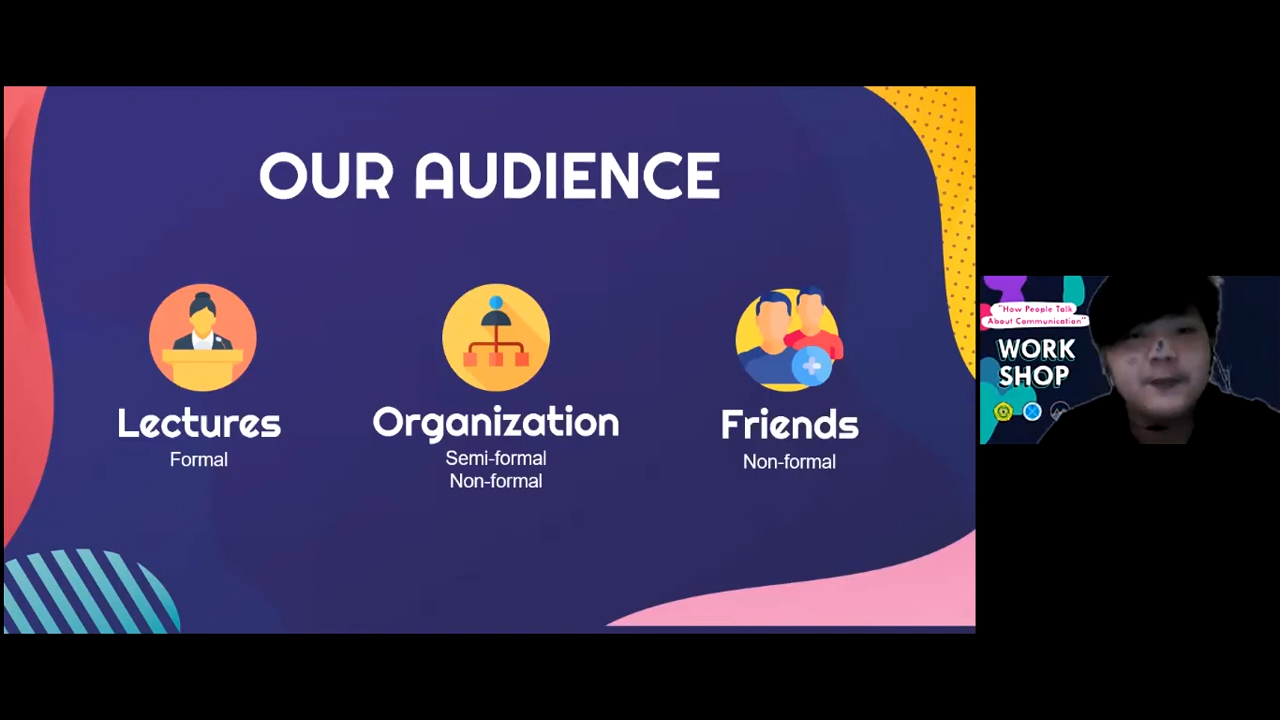 OUR AUDIENCE
Lectures
Formal
Organization
Semi-formal
Non-formal
Friends
Non-formal
"How People Talk
About Communication"
WORK
SHOP